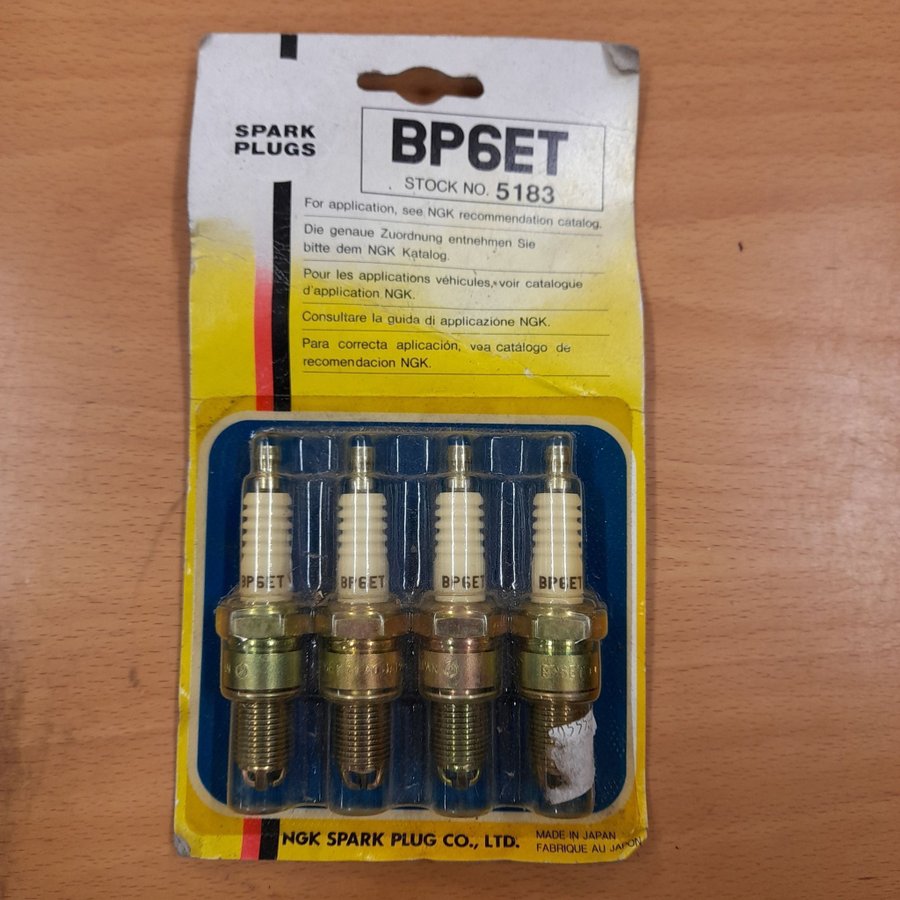 SPARK
PLUGS
BP6ET
STOCK NO. 5183
For application, see NGK recommendation catalog.
Die genaue Zuordnung entnehmen Sie
bitte dem NGK Katalog.
Pour les applications véhicules, voir catalogue
d'application NGK.
Consultare la guida di applicazione NGK.
Para correcta aplicación, vea catálogo de
recomendacion NGK.
BP6ET
BP6ET
BP6ET
BP6ET
NGK SPARK PLUG CO., LTD.
MADE IN JAPAN
FABRIQUE AU JAPON